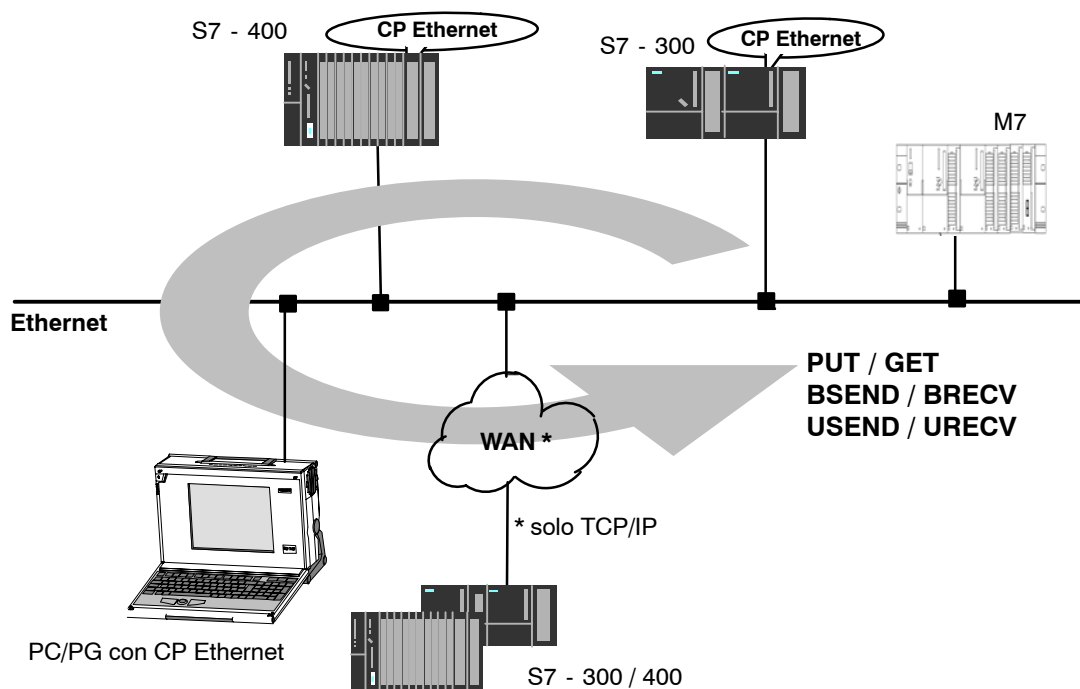 S7 - 400
CP Ethernet
S7 - 300
CP Ethernet
M7
Ethernet
PUT / GET
BSEND / BRECV
USEND / URECV
WAN *
* solo TCP/IP
PC/PG con CP Ethernet
S7 - 300 / 400